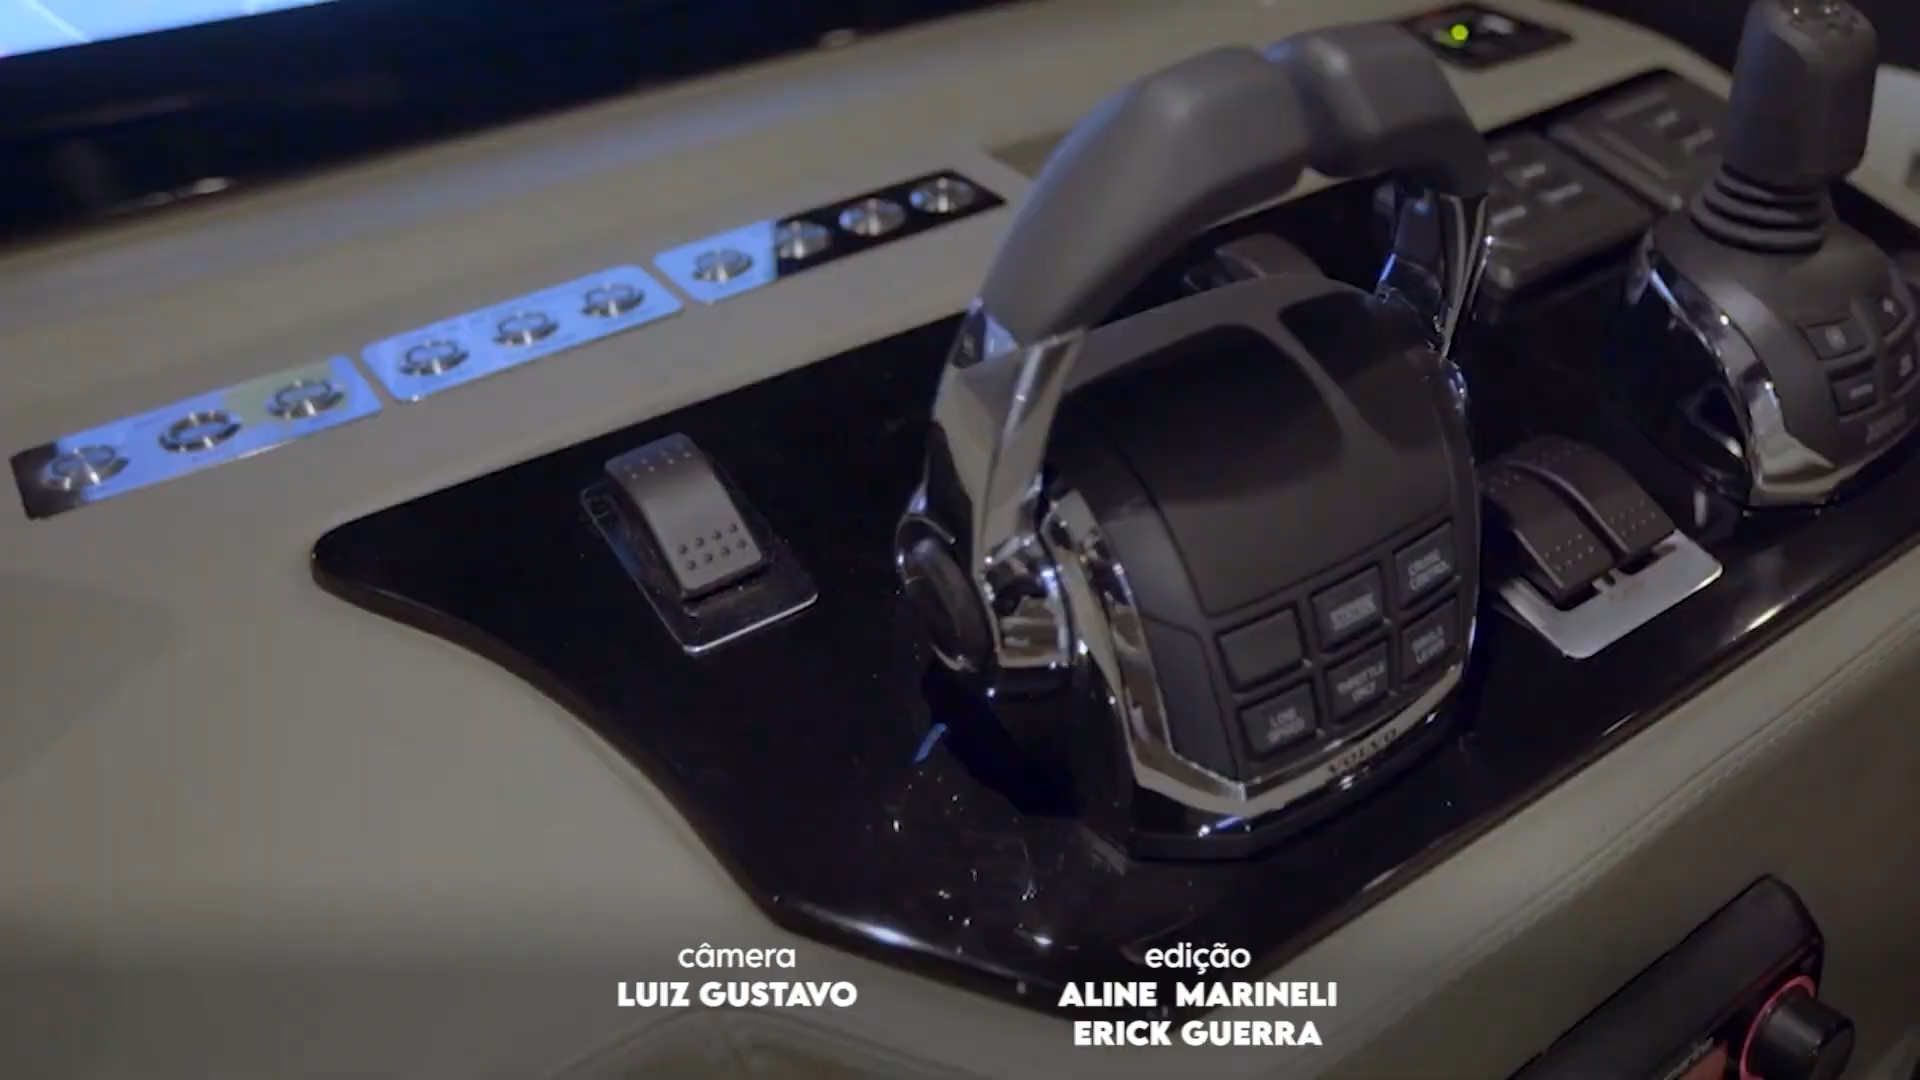 CRUISE
CONTROL
SINGLE
LEVER
THROTTLE
ONLY
LOW
SPEED
VOLVO
câmera
LUIZ GUSTAVO
edição
ALINE MARINELI
ERICK GUERRA